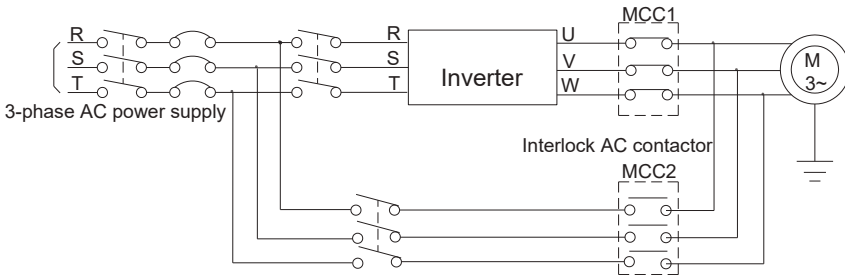 MCC1
R
R
U
S
S
V
T
T
W
Inverter
M
3~
3-phase AC power supply
Interlock AC contactor
MCC2